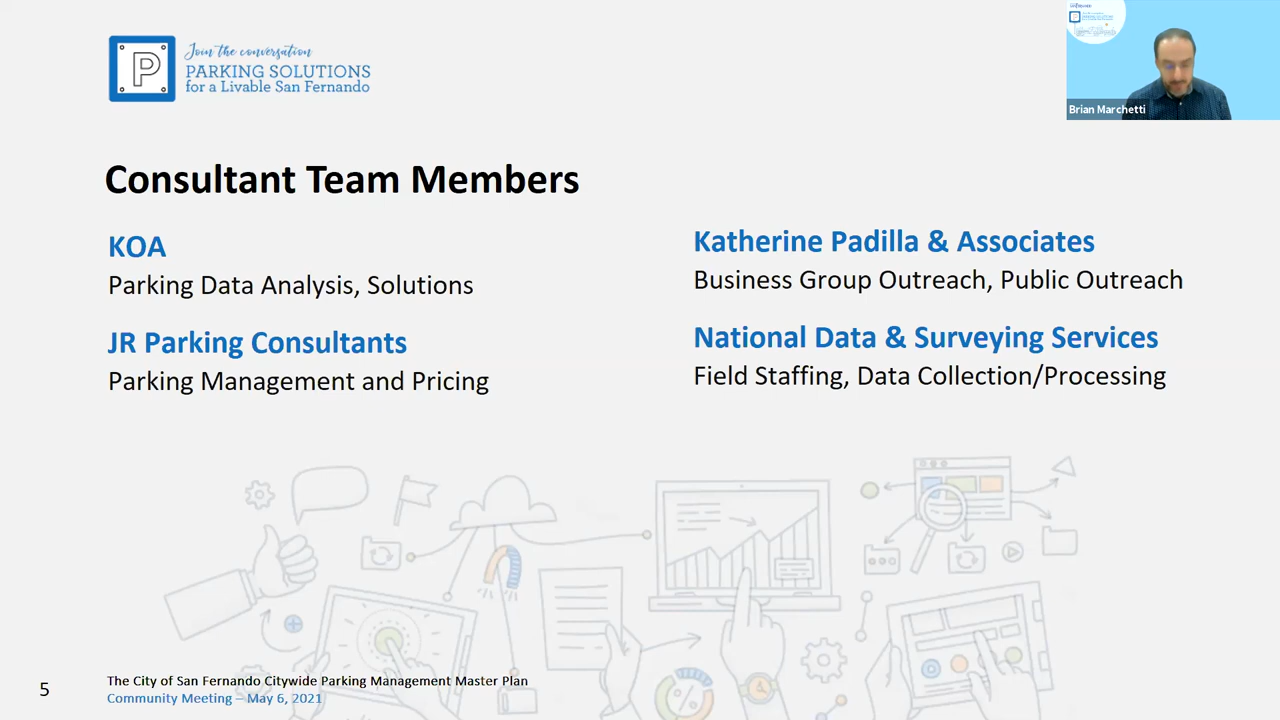 Join the conversation
PARKING SOLUTIONS
for a Livable San Fernando
P
Brian Marchetti
Consultant Team Members
KOA
Parking Data Analysis, Solutions
JR Parking Consultants
Parking Management and Pricing
Katherine Padilla & Associates
Business Group Outreach, Public Outreach
National Data & Surveying Services
Field Staffing, Data Collection/Processing
5
The City of San Fernando Citywide Parking Management Master Plan
Community Meeting – May 6, 2021